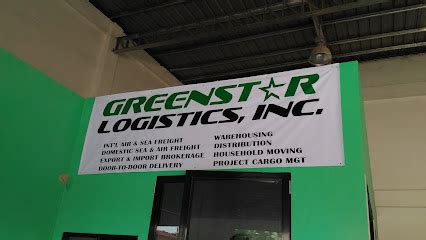 GREENSTAR
LOGISTICS, INC.
INT'L AIR & SEA FREIGHT
DOMESTIC SEA & AIR FREIGHT
EXPORT & IMPORT BROKERAGE
DOOR-TO-DOOR DELIVERY
WAREHOUSING
DISTRIBUTION
HOUSEHOLD MOVING
PROJECT CARGO MGT